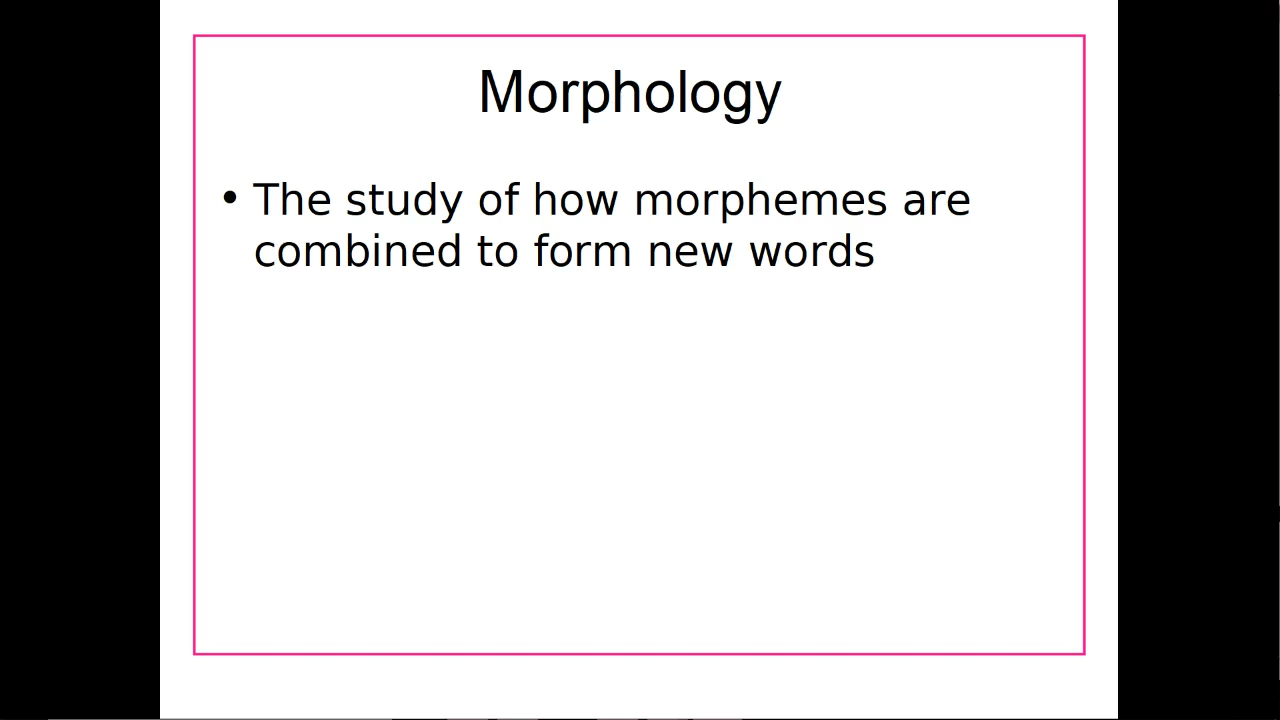 Morphology
• The study of how morphemes are
combined to form new words